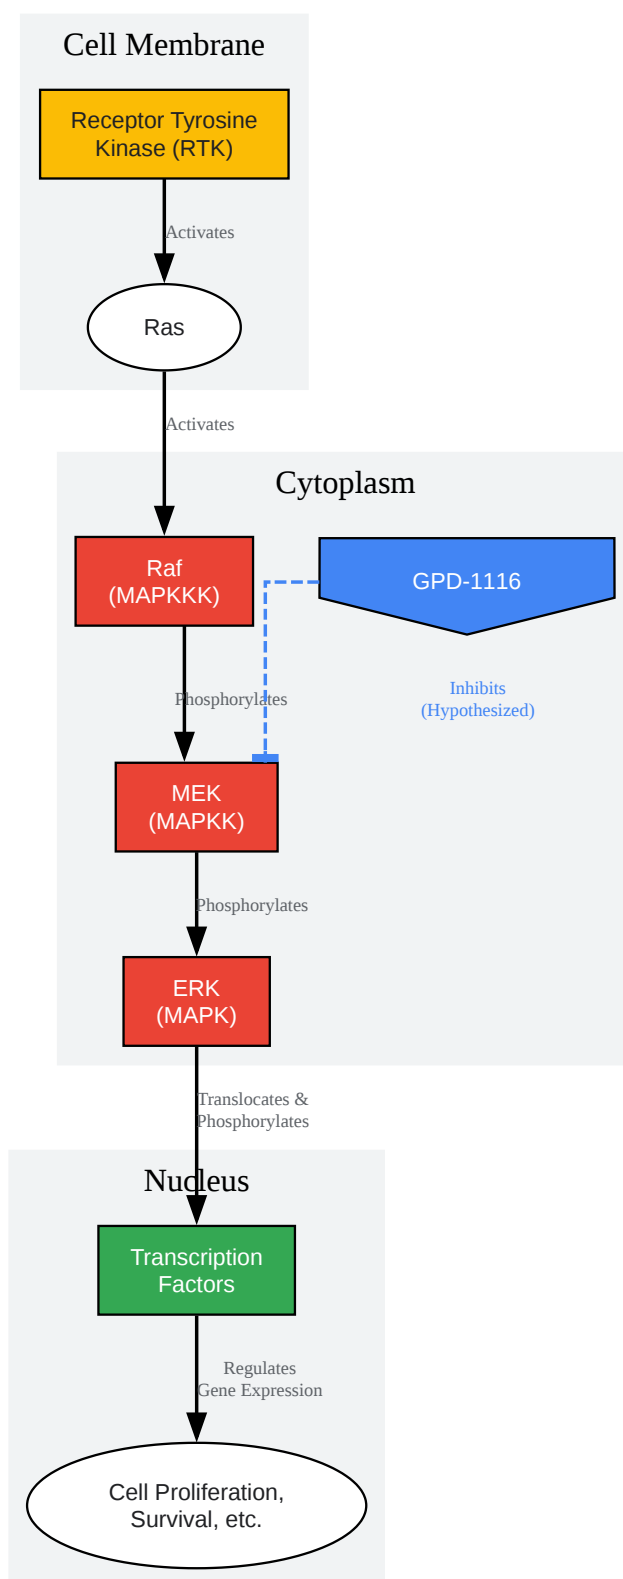 Cell Membrane
Receptor Tyrosine
Kinase (RTK)
Activates
Ras
Activates
Cytoplasm
Raf
(MAPKKK)
GPD-1116
Phosphorylates
Inhibits
(Hypothesized)
MEK
(MAPKK)
Phosphorylates
ERK
(MAPK)
Translocates &
Phosphorylates
Nucleus
Transcription
Factors
Regulates
Gene Expression
Cell Proliferation,
Survival, etc.